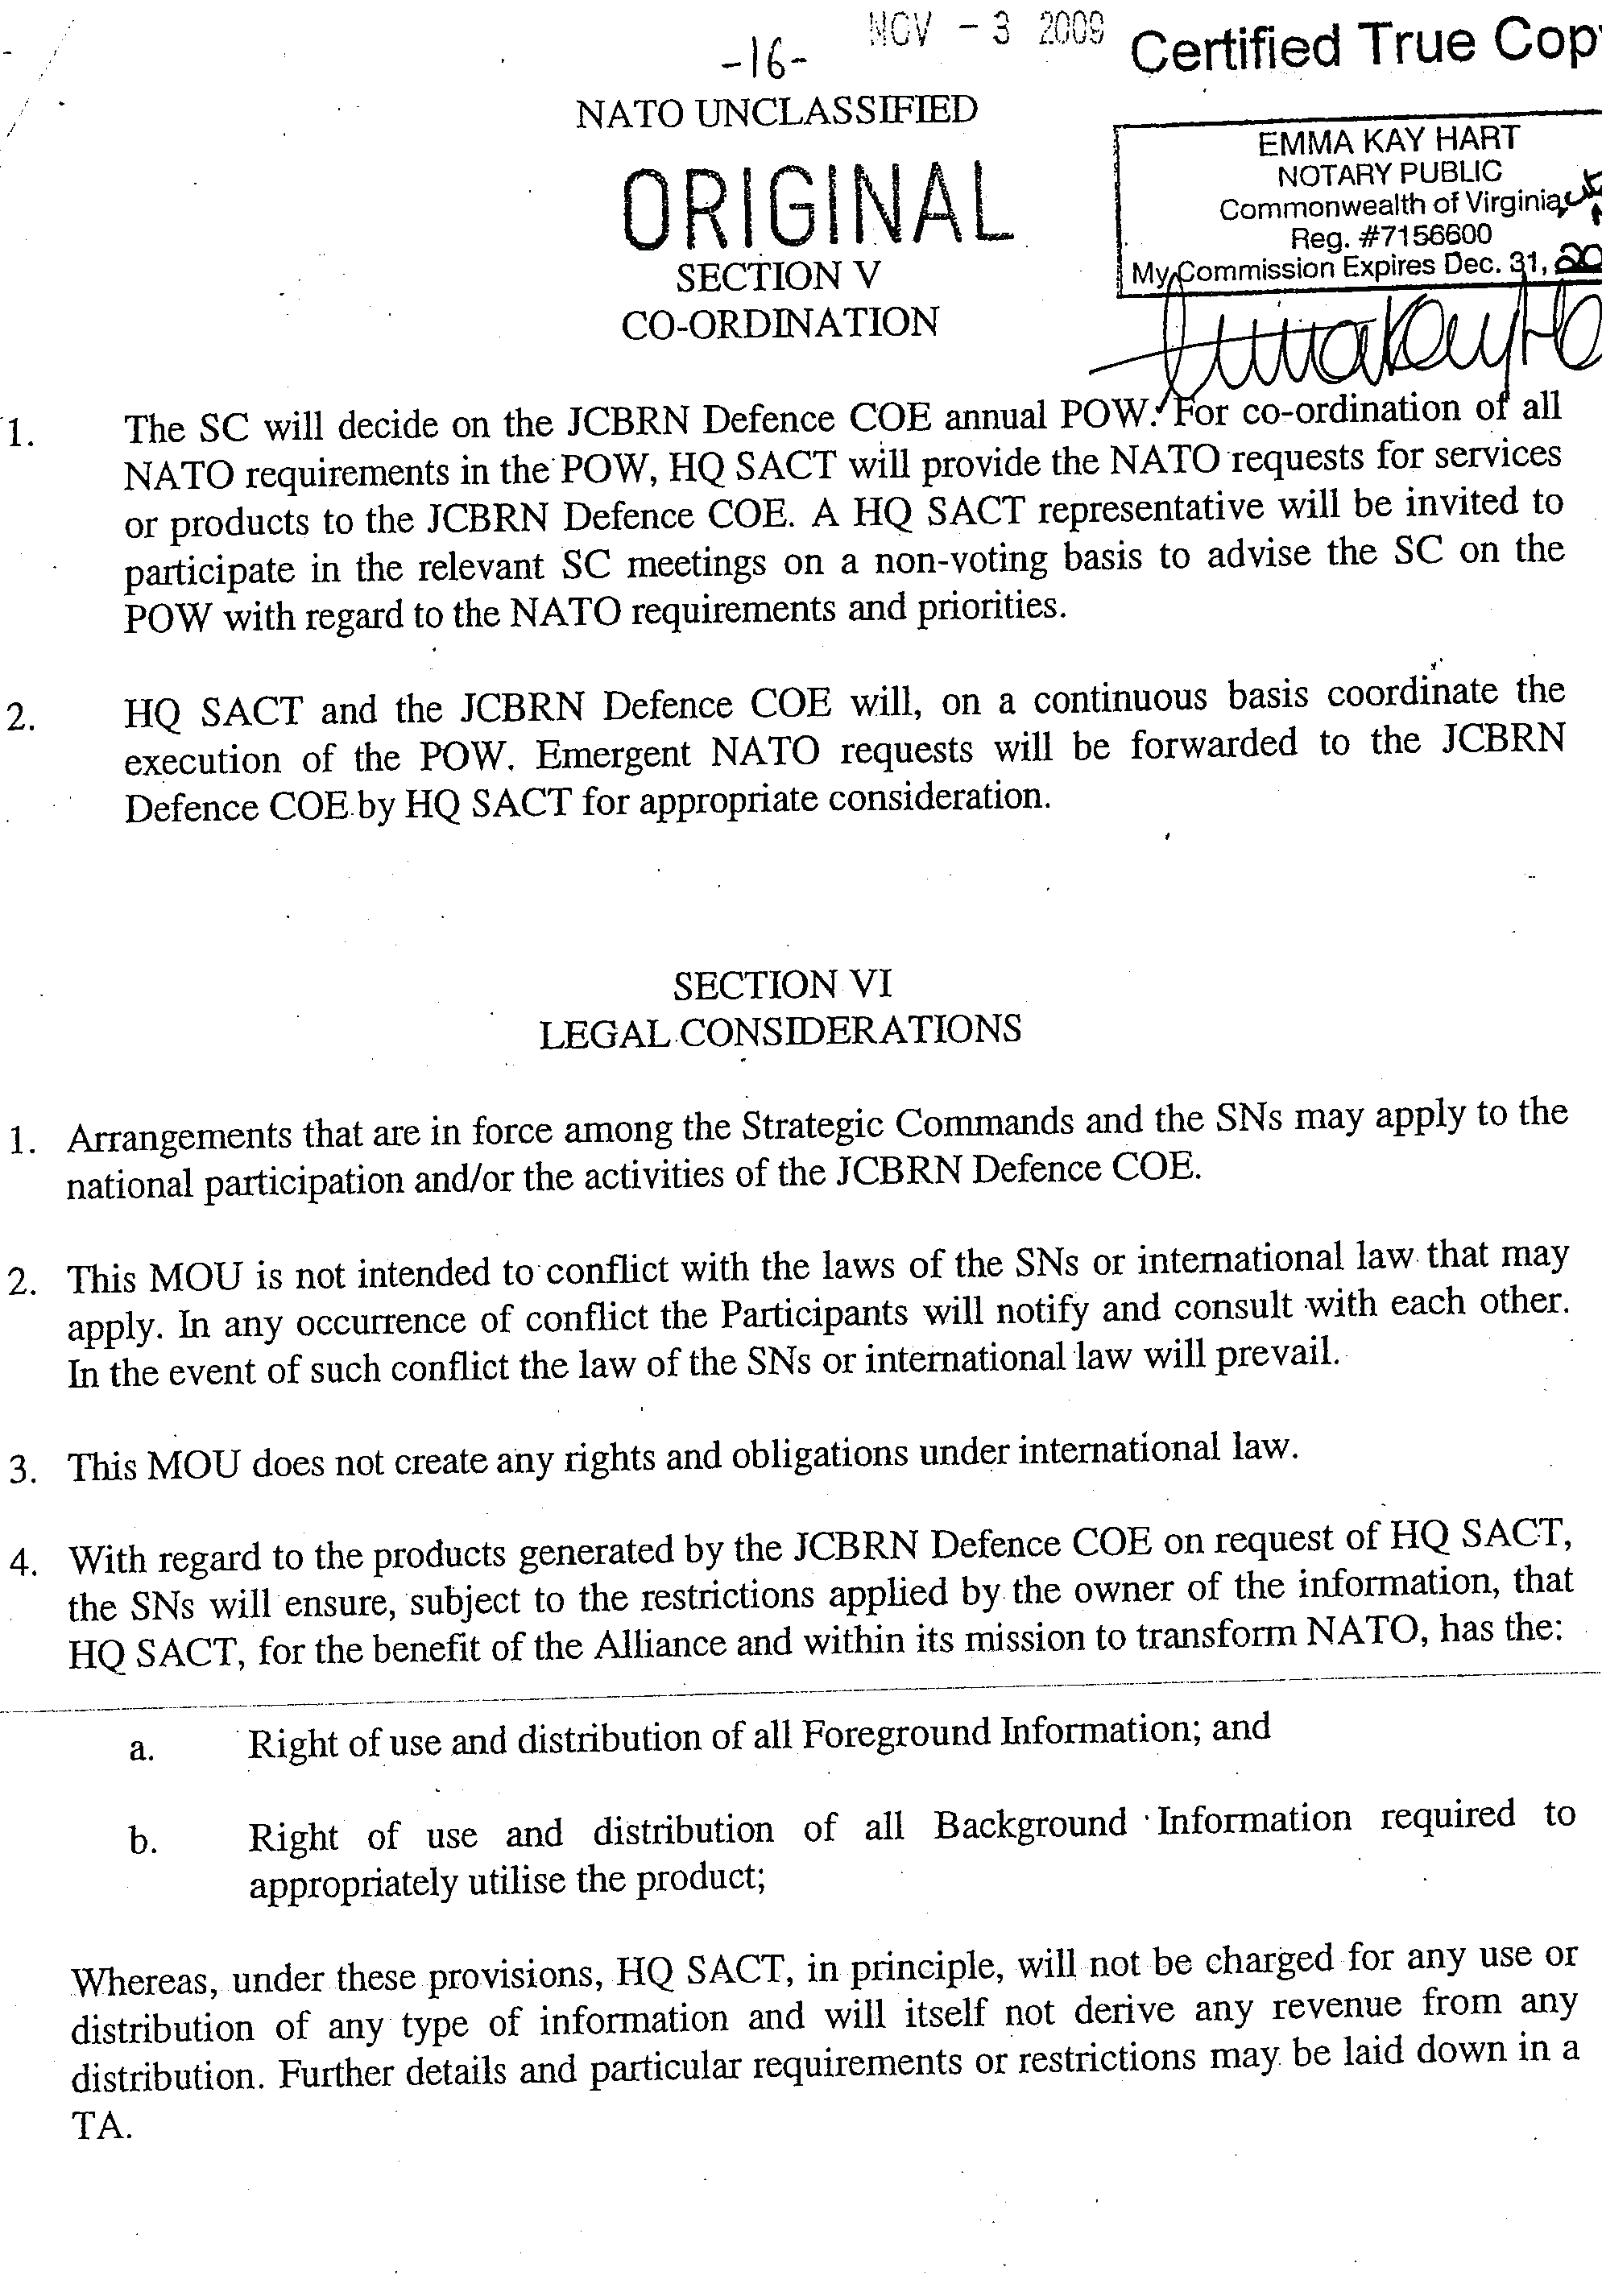 NOV - 3 2009
Certified True
-16-
NATO UNCLASSIFIED
ORIGINAL
EMMA KAY HART
NOTARY PUBLIC
Commonwealth of Virginia
Reg. #7156600
My Commission Expires Dec. 31, 20
SECTION V
CO-ORDINATION
1. The SC will decide on the JCBRN Defence COE annual POW. For co-ordination of all
NATO requirements in the POW, HQ SACT will provide the NATO requests for services
or products to the JCBRN Defence COE. A HQ SACT representative will be invited to
participate in the relevant SC meetings on a non-voting basis to advise the SC on the
POW with regard to the NATO requirements and priorities.
2. HQ SACT and the JCBRN Defence COE will, on a continuous basis coordinate the
execution of the POW. Emergent NATO requests will be forwarded to the JCBRN
Defence COE by HQ SACT for appropriate consideration.
SECTION VI
LEGAL CONSIDERATIONS
1. Arrangements that are in force among the Strategic Commands and the SNs may apply to the
national participation and/or the activities of the JCBRN Defence COE.
2. This MOU is not intended to conflict with the laws of the SNs or international law that may
apply. In any occurrence of conflict the Participants will notify and consult with each other.
In the event of such conflict the law of the SNs or international law will prevail.
3. This MOU does not create any rights and obligations under international law.
4. With regard to the products generated by the JCBRN Defence COE on request of HQ SACT,
the SNs will ensure, subject to the restrictions applied by the owner of the information, that
HQ SACT, for the benefit of the Alliance and within its mission to transform NATO, has the:
a. Right of use and distribution of all Foreground Information; and
b. Right of use and distribution of all Background Information required to
appropriately utilise the product;
Whereas, under these provisions, HQ SACT, in principle, will not be charged for any use or
distribution of any type of information and will itself not derive any revenue from any
distribution. Further details and particular requirements or restrictions may be laid down in a
TA.